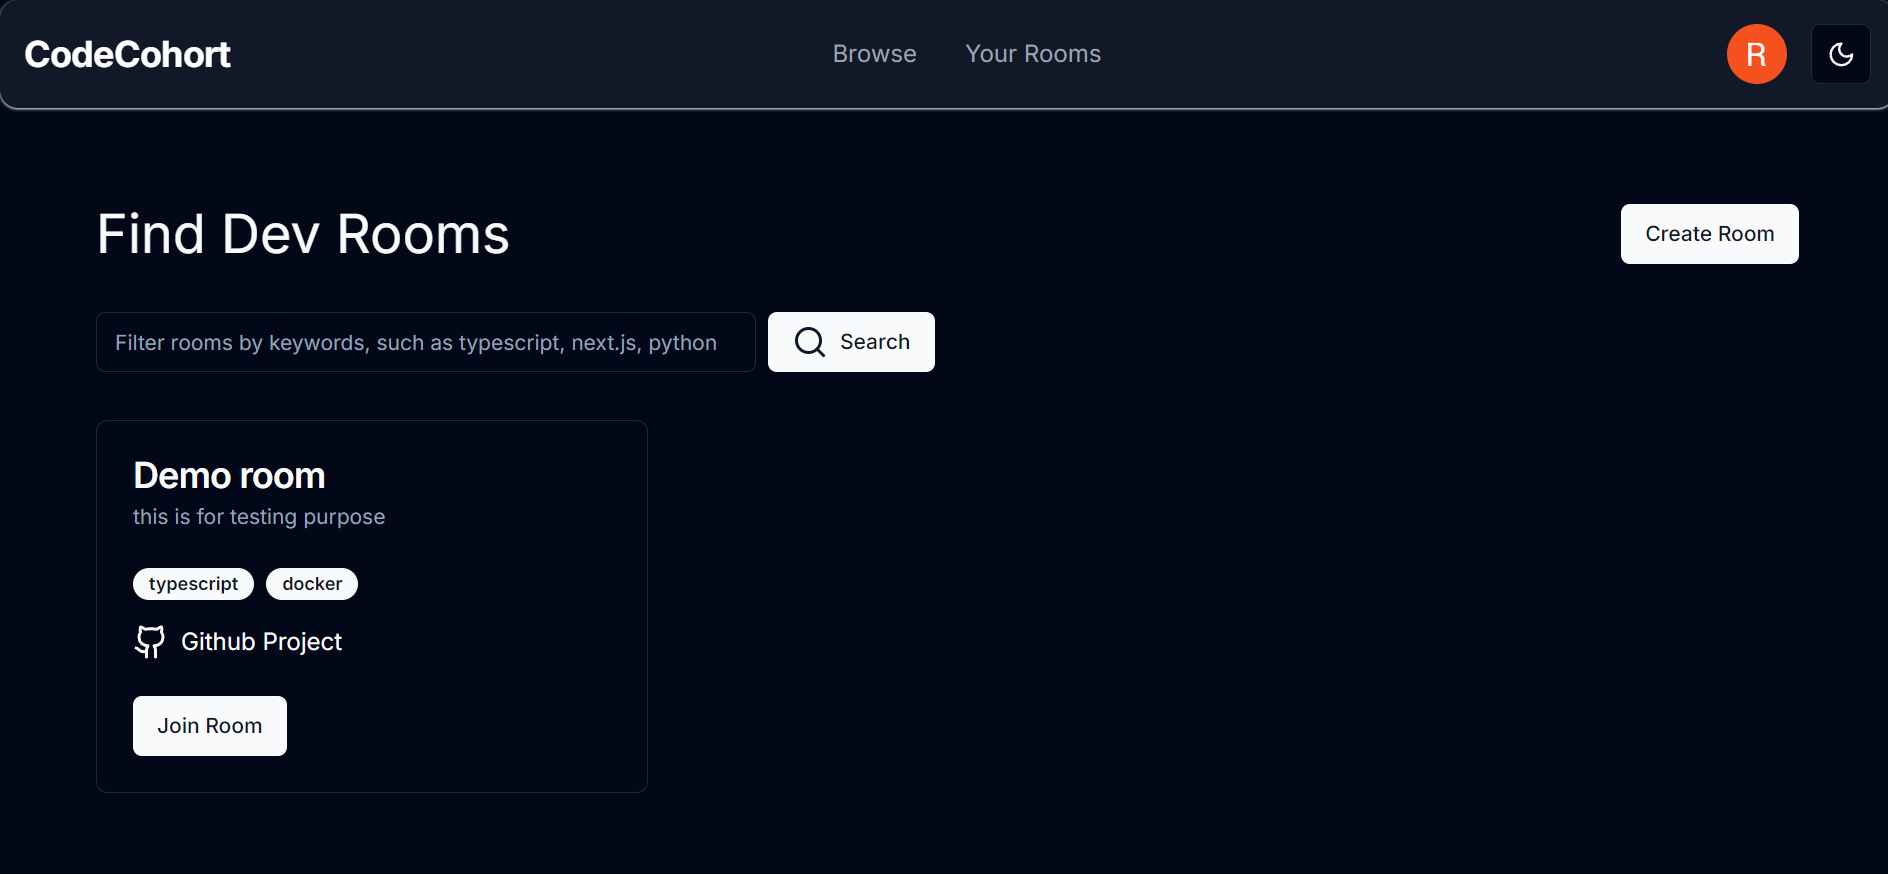 CodeCohort
Browse Your Rooms
R
Find Dev Rooms
Create Room
Filter rooms by keywords, such as typescript, next.js, python
Search
Demo room
this is for testing purpose
typescript docker
Github Project
Join Room